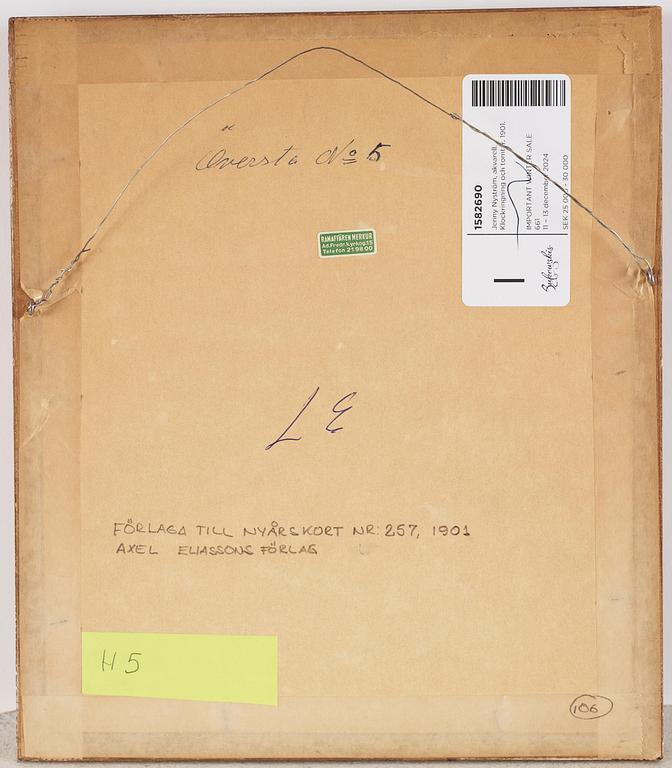 Översta No 5
RAMAFFÄREN MERKUR
Ad. Fredr. kyrkog. 15
Telefon 21 98 00
1582690
Jenny Nyström, akvarell,
Klockringning och tomtar, 1901.
IMPORTANT WINTER SALE
661
11 - 13 december 2024
SEK 25 000 - 30 000
Bukowskis
FÖRLAGA TILL NYÅRSKORT NR: 257, 1901
AXEL ELIASSONS FÖRLAG
H 5
106